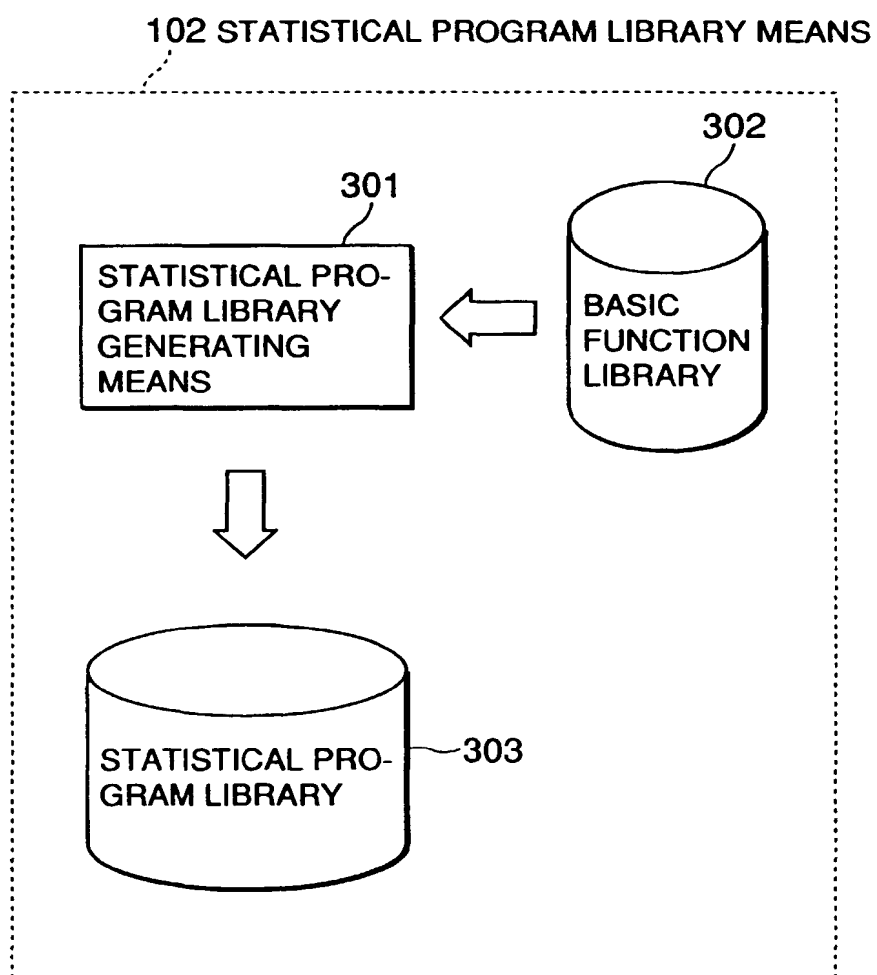 102 STATISTICAL PROGRAM LIBRARY MEANS
302
301
STATISTICAL PRO-
GRAM LIBRARY
GENERATING
MEANS
BASIC
FUNCTION
LIBRARY
STATISTICAL PRO-
GRAM LIBRARY
303